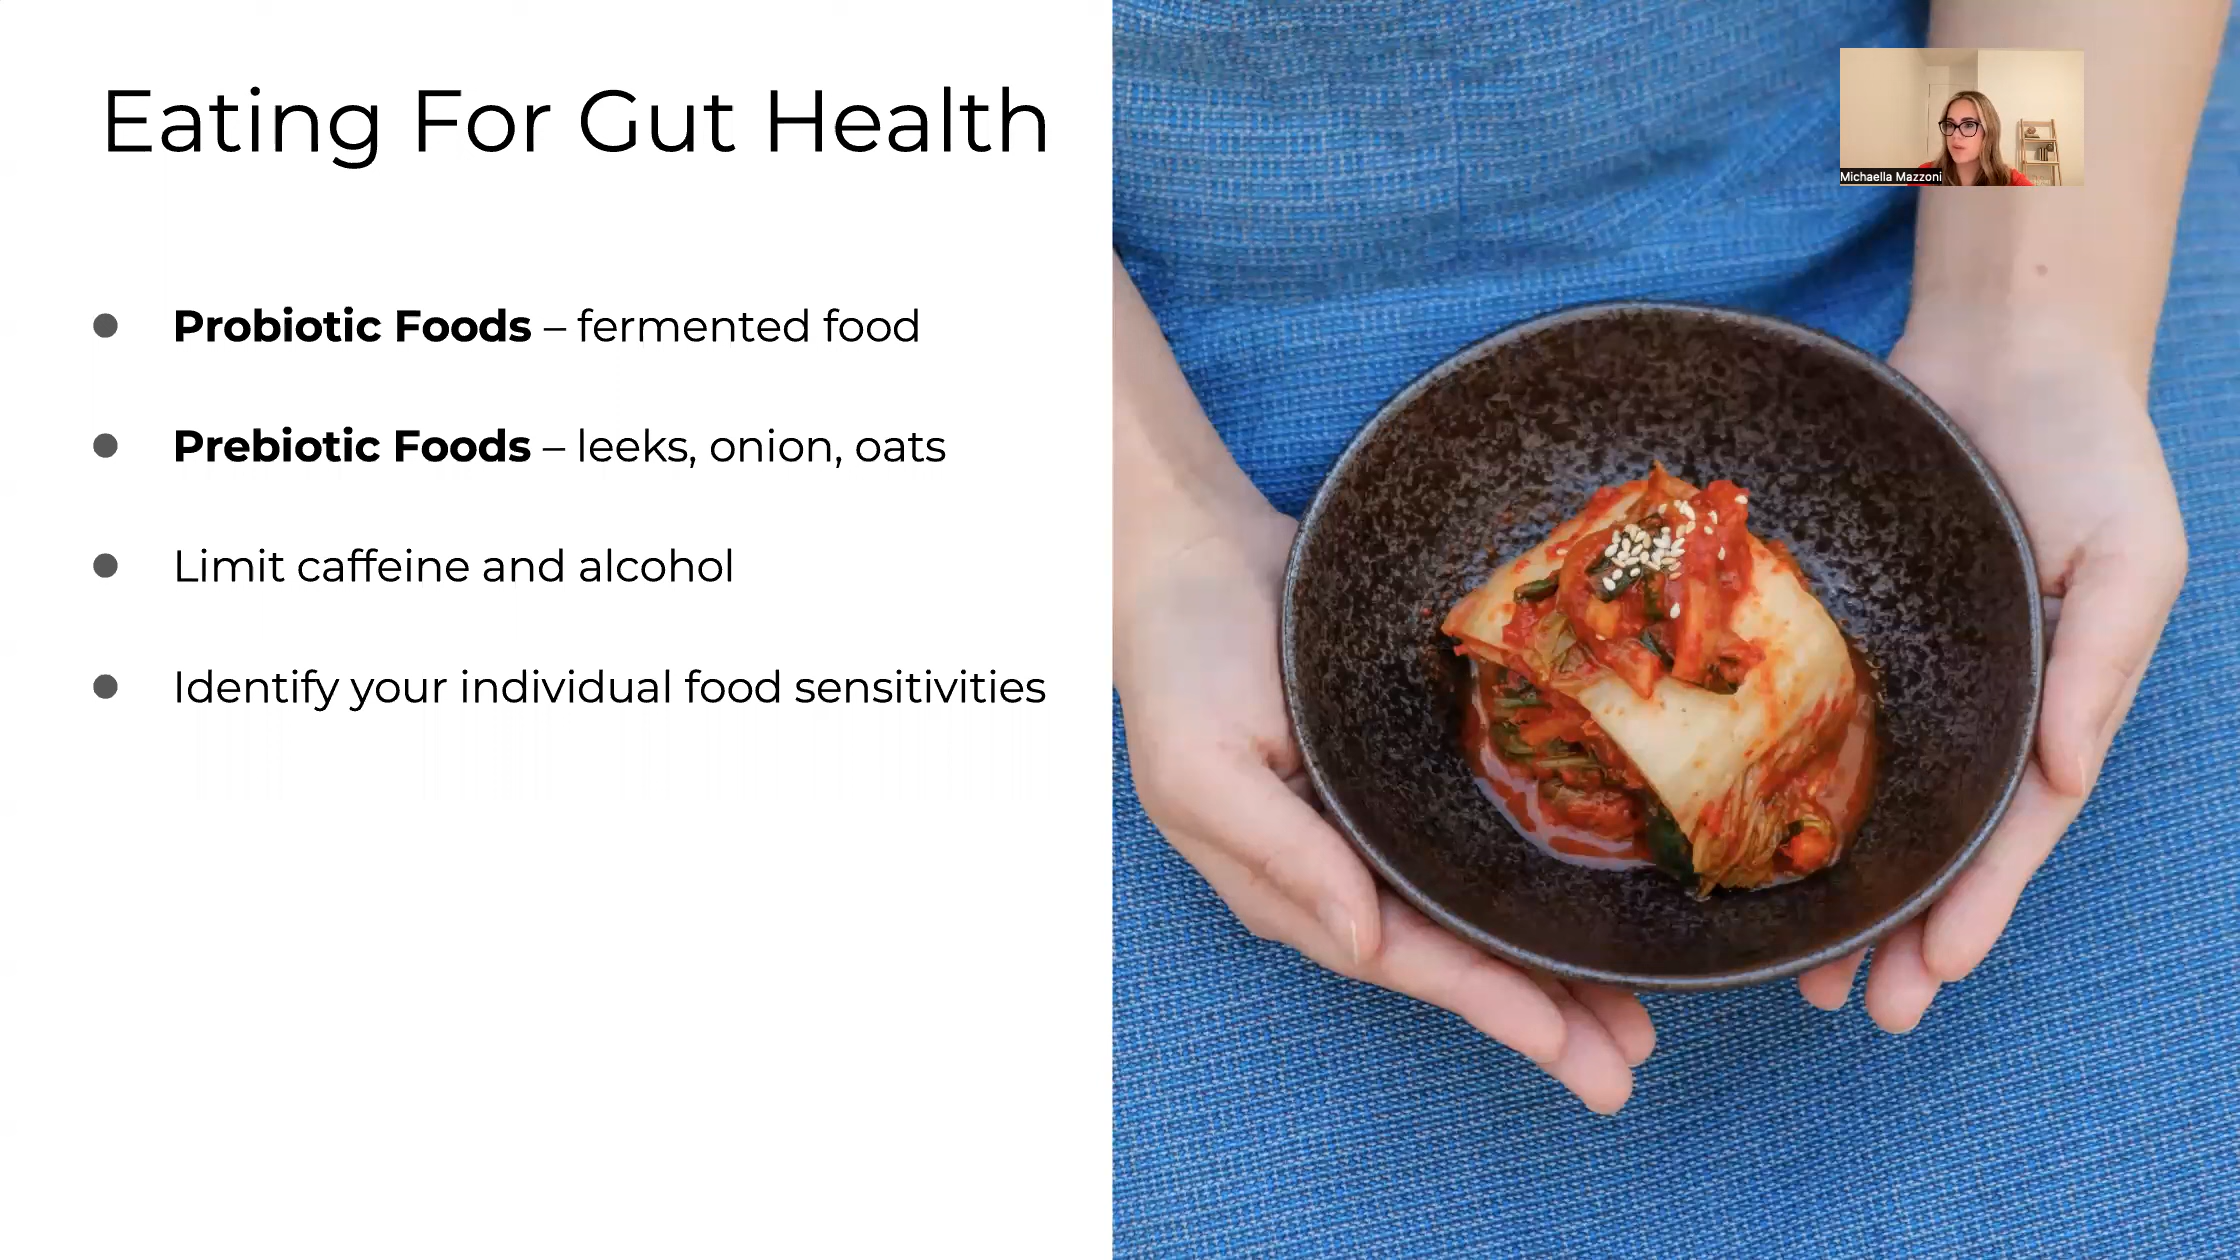 Eating For Gut Health
Probiotic Foods – fermented food
Prebiotic Foods – leeks, onion, oats
Limit caffeine and alcohol
Identify your individual food sensitivities
Michaella Mazzoni